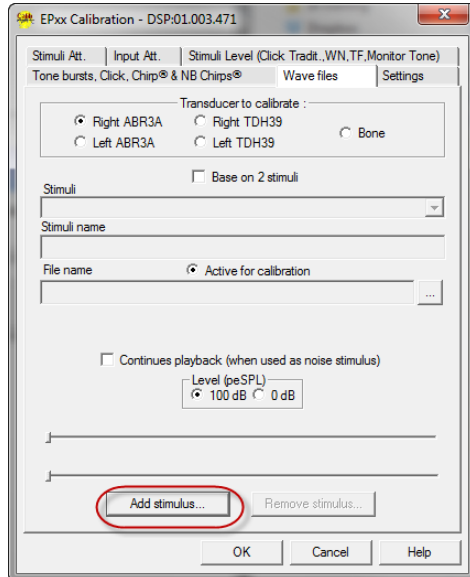 EPxx Calibration - DSP:01.003.471
Stimuli Att. Input Att. Stimuli Level (Click Tradit.,WN,TF,Monitor Tone)
Tone bursts, Click, Chirp® & NB Chirps® Wave files Settings
Transducer to calibrate :
Right ABR3A Right TDH39
Bone
Left ABR3A Left TDH39
Base on 2 stimuli
Stimuli
Stimuli name
File name Active for calibration
...
Continues playback (when used as noise stimulus)
Level (peSPL)
100 dB 0 dB
Add stimulus... Remove stimulus...
OK Cancel Help